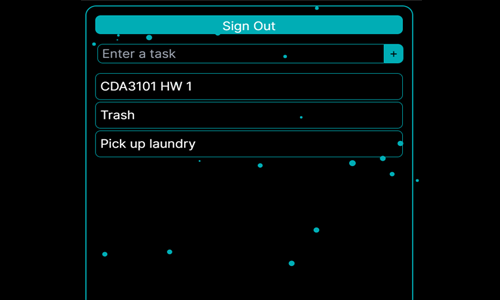 Sign Out
Enter a task +
CDA3101 HW 1
Trash
Pick up laundry